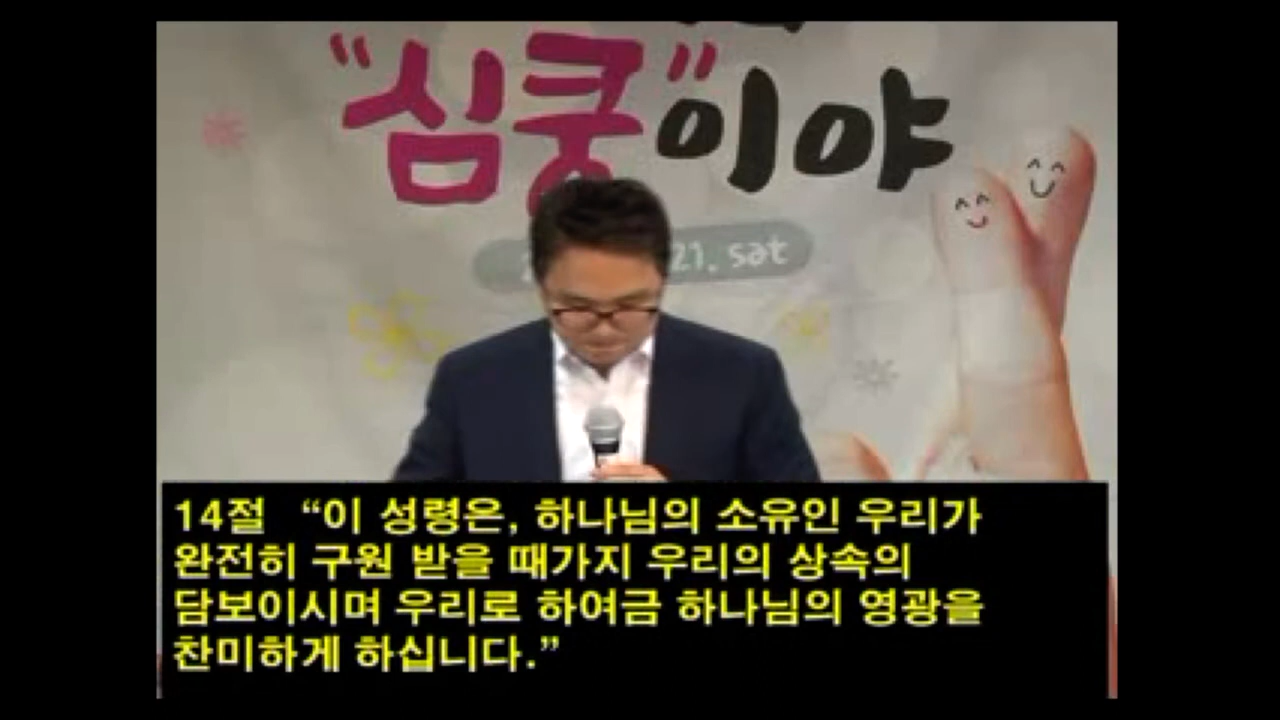 “심쿵”이야
21. sat
14절 “이 성령은, 하나님의 소유인 우리가
완전히 구원 받을 때가지 우리의 상속의
담보이시며 우리로 하여금 하나님의 영광을
찬미하게 하십니다.”